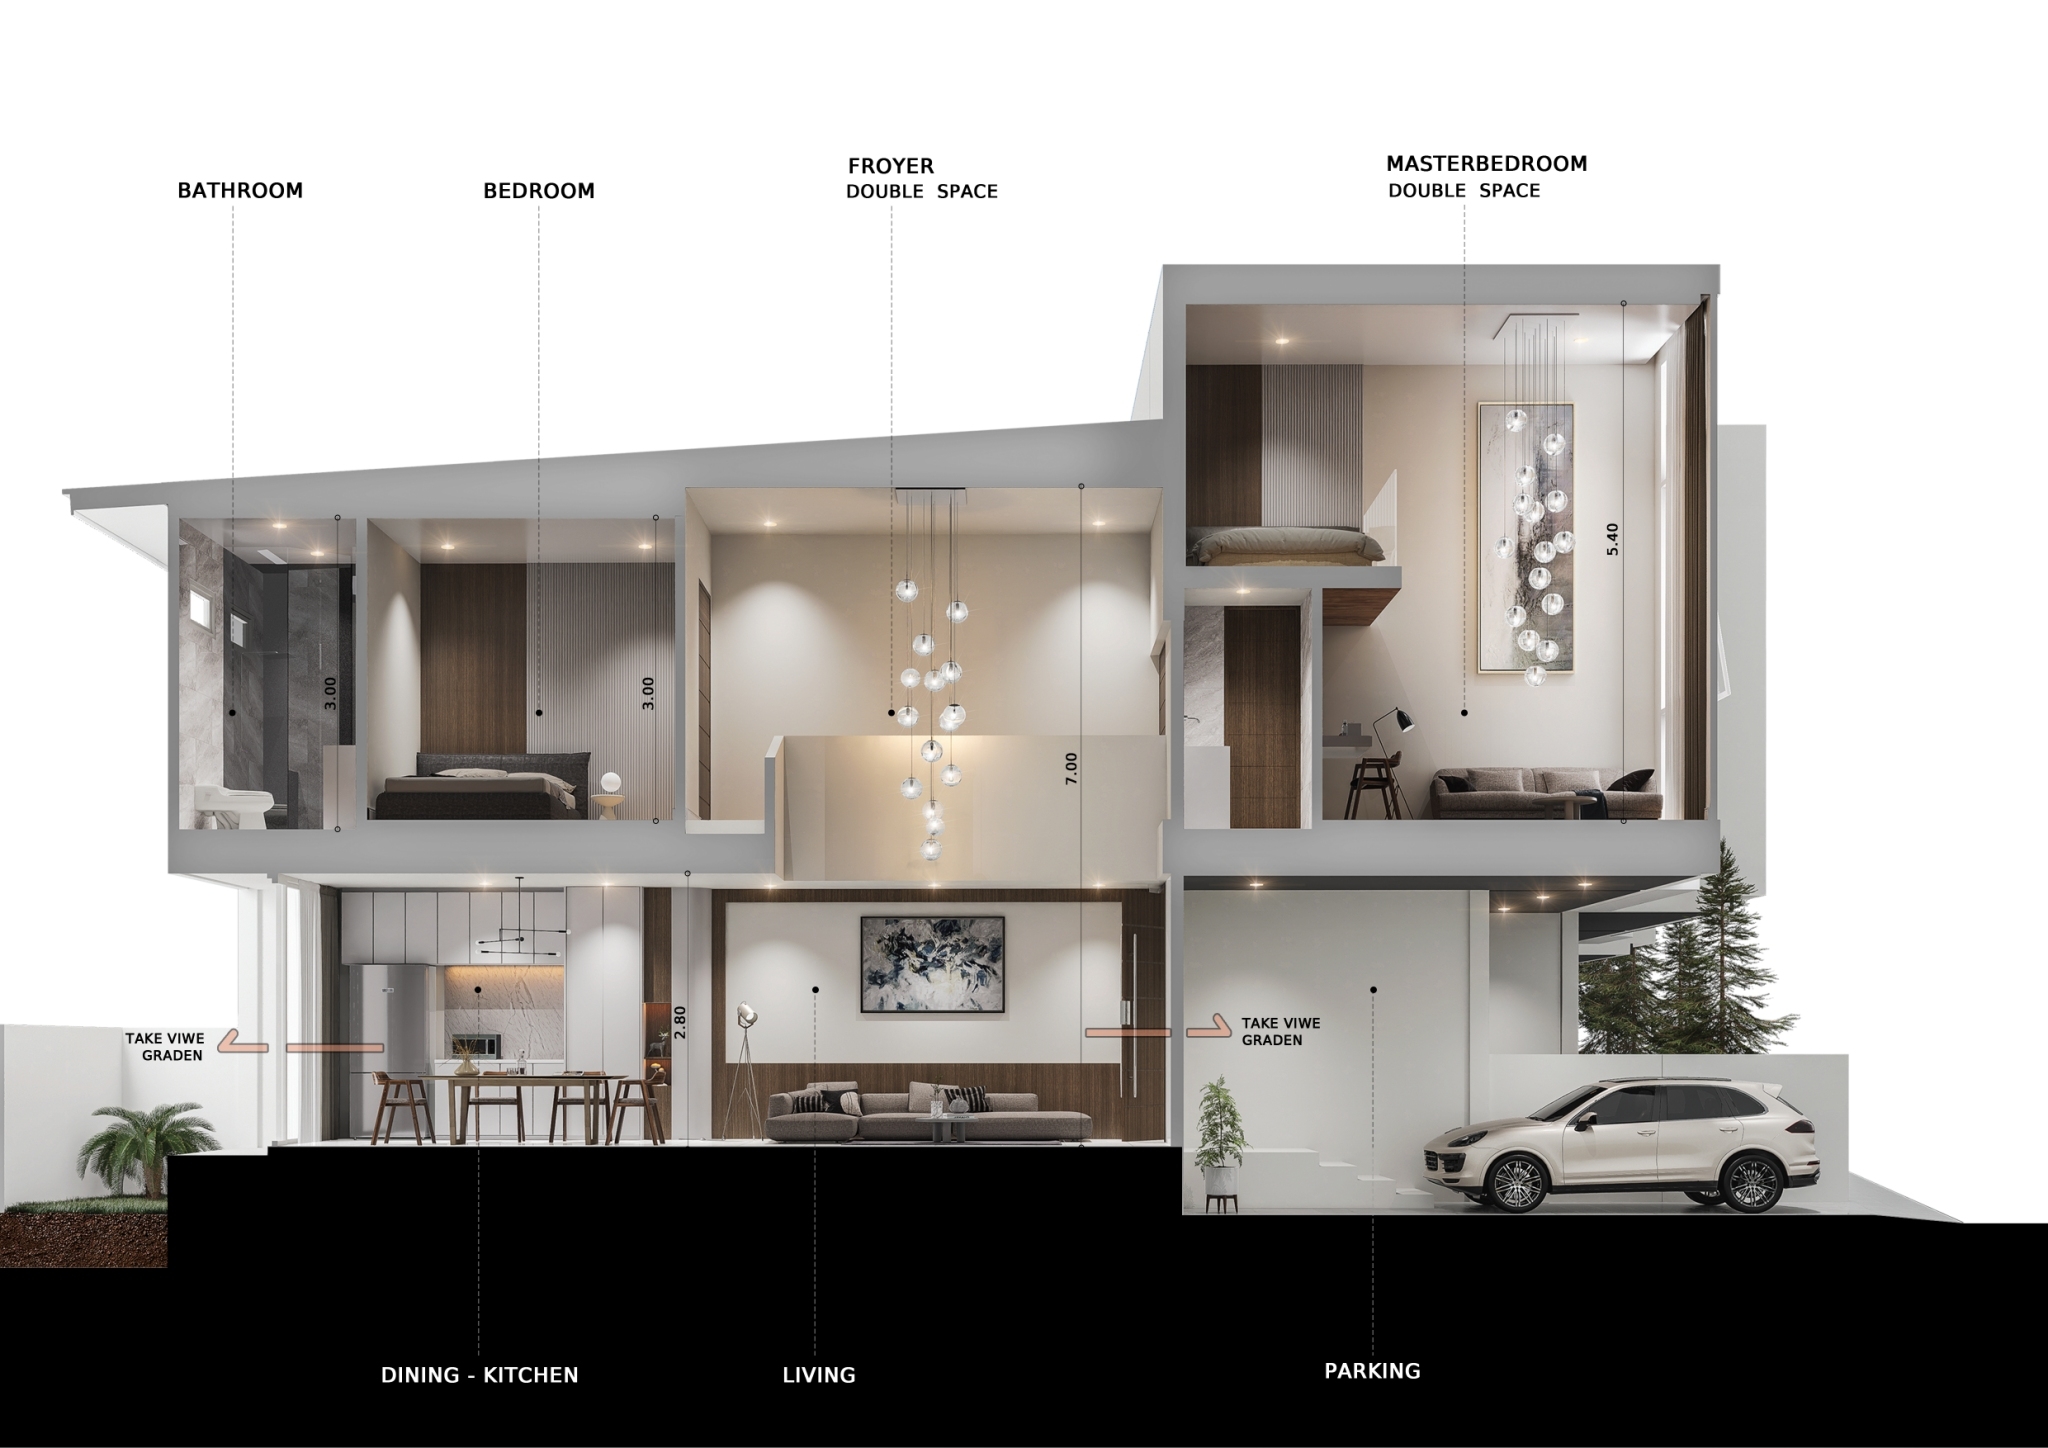 BATHROOM
BEDROOM
FROYER
DOUBLE SPACE
MASTERBEDROOM
DOUBLE SPACE
3.00
3.00
7.00
5.40
2.80
TAKE VIWE
GRADEN
TAKE VIWE
GRADEN
DINING - KITCHEN
LIVING
PARKING